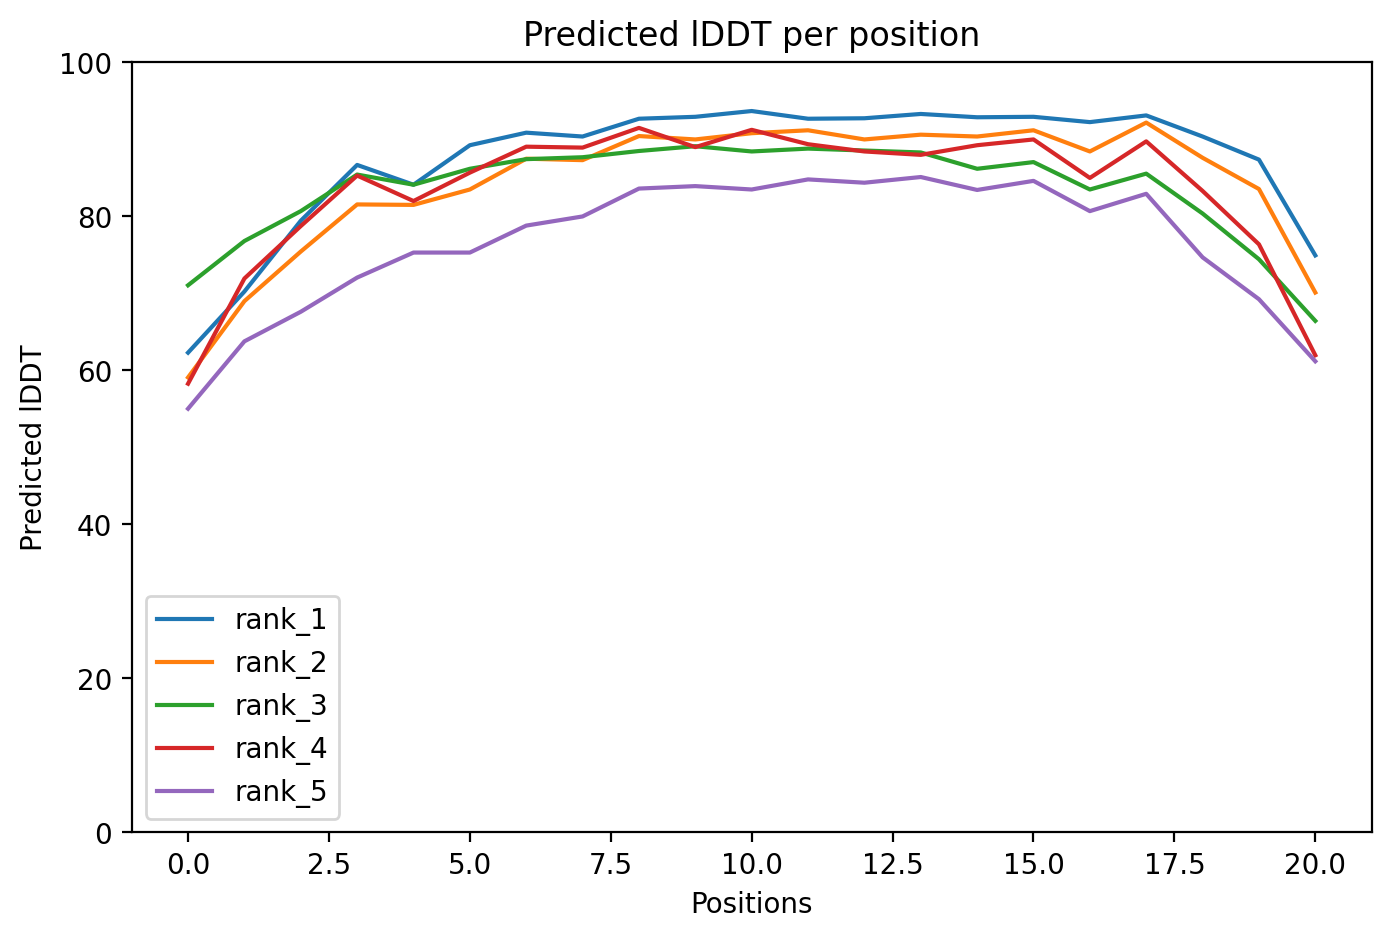 Predicted lDDT per position
Predicted lDDT
100
80
60
40
20
0
rank_1
rank_2
rank_3
rank_4
rank_5
0.0 2.5 5.0 7.5 10.0 12.5 15.0 17.5 20.0
Positions